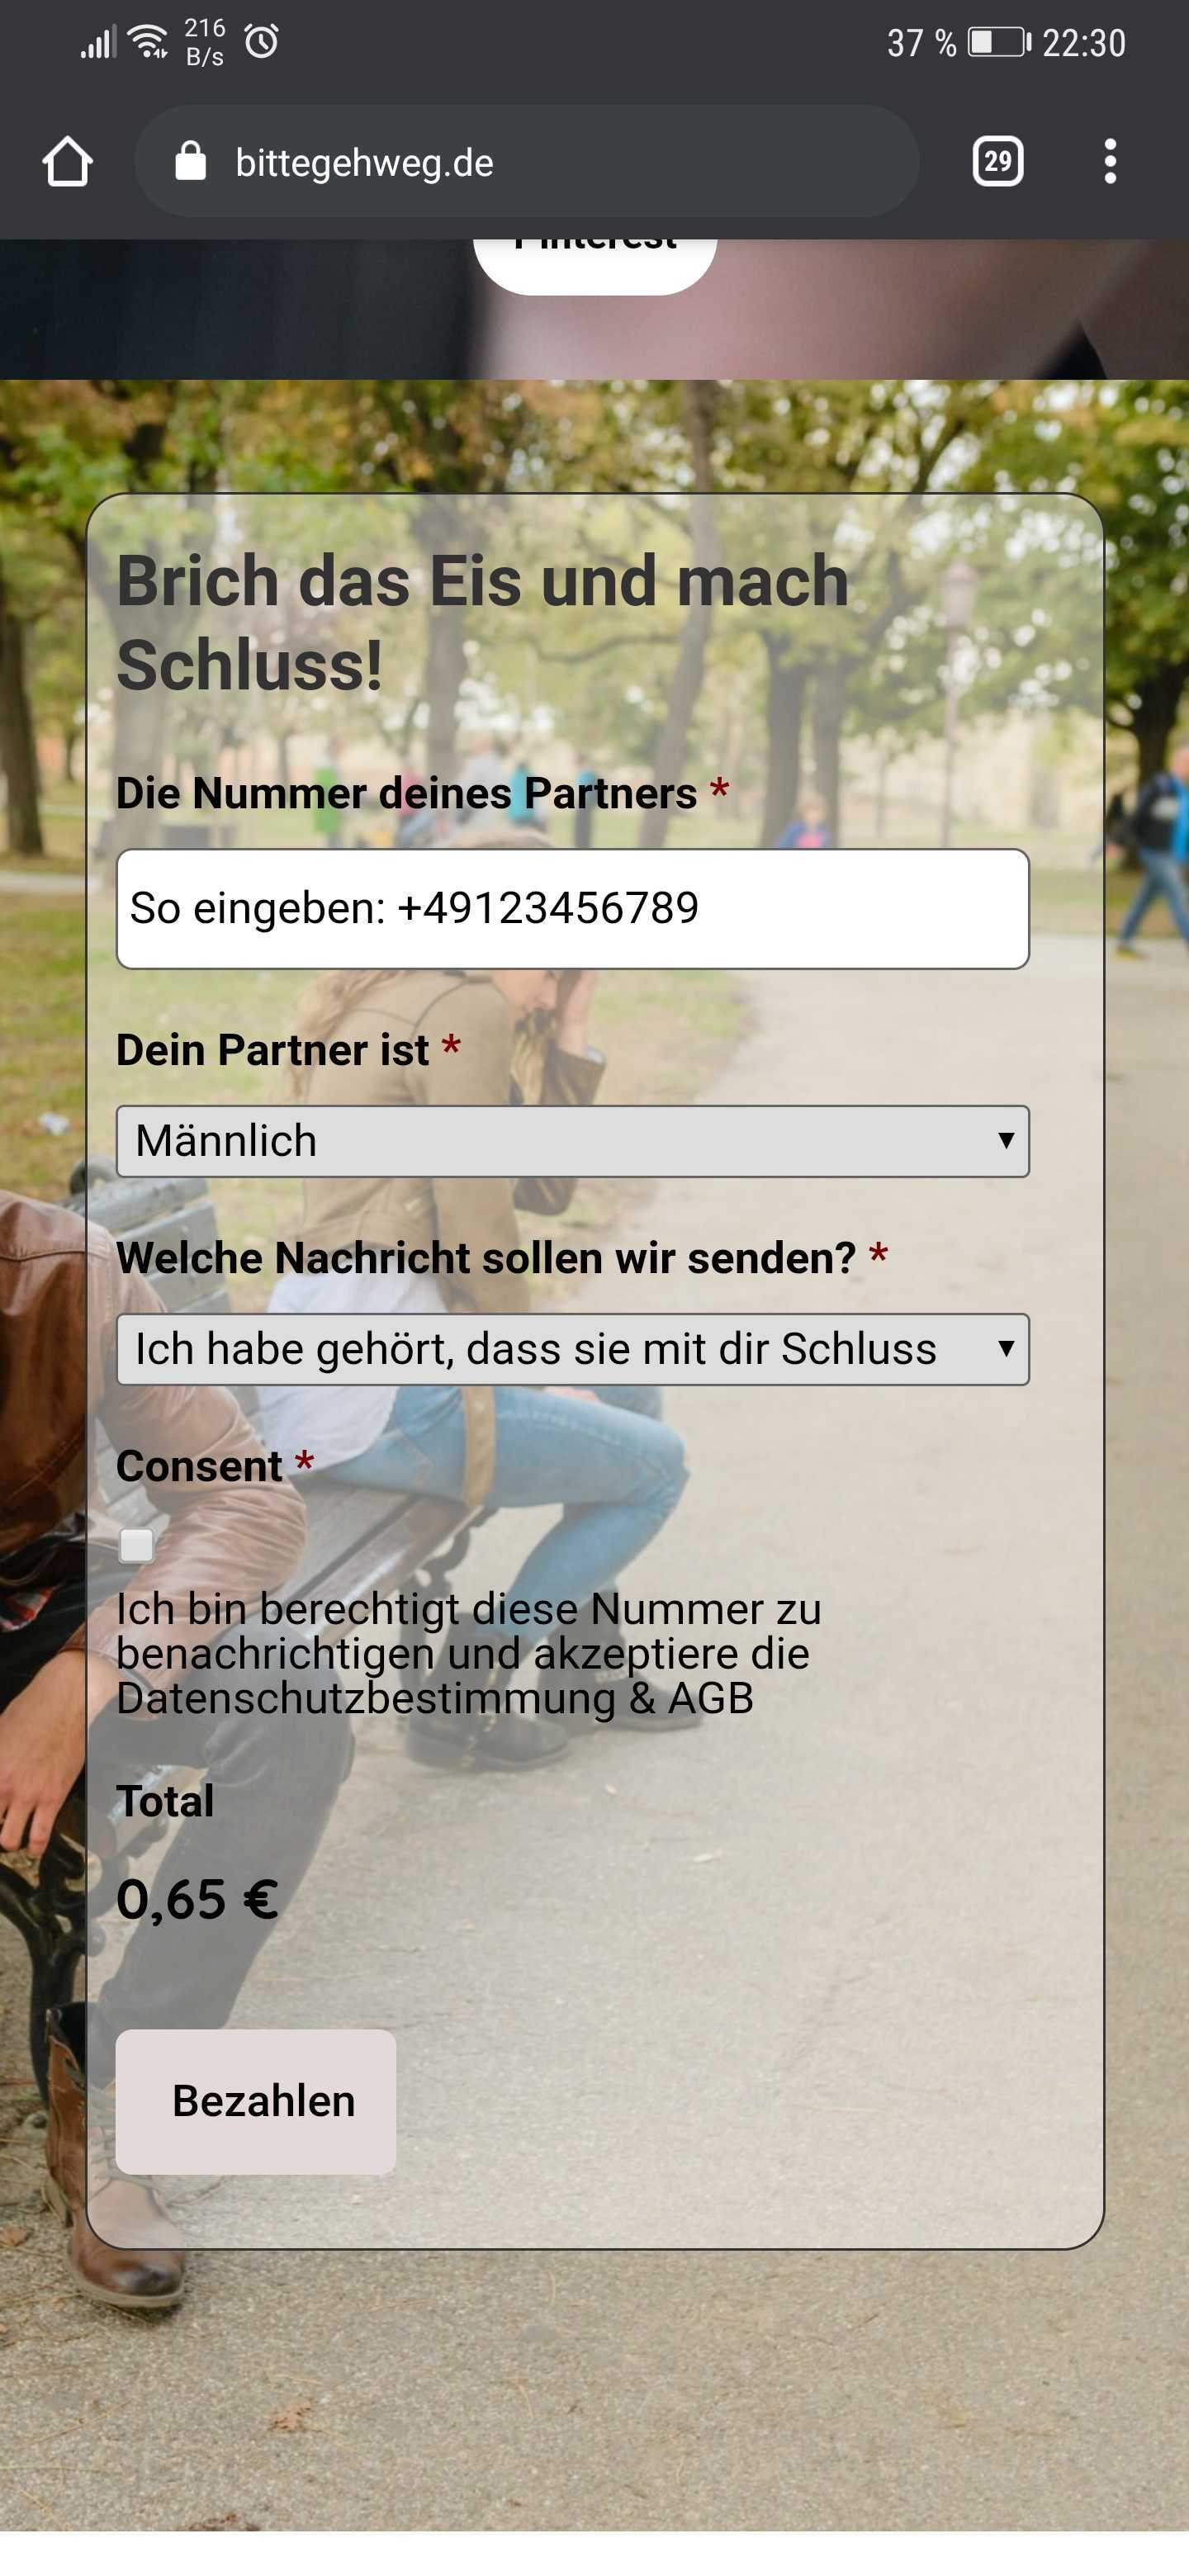 216
B/s
37 %
22:30
bittegehweg.de
29
Pinterest
Brich das Eis und mach
Schluss!
Die Nummer deines Partners *
So eingeben: +49123456789
Dein Partner ist *
Männlich
Welche Nachricht sollen wir senden? *
Ich habe gehört, dass sie mit dir Schluss
Consent *
Ich bin berechtigt diese Nummer zu
benachrichtigen und akzeptiere die
Datenschutzbestimmung & AGB
Total
0,65 €
Bezahlen